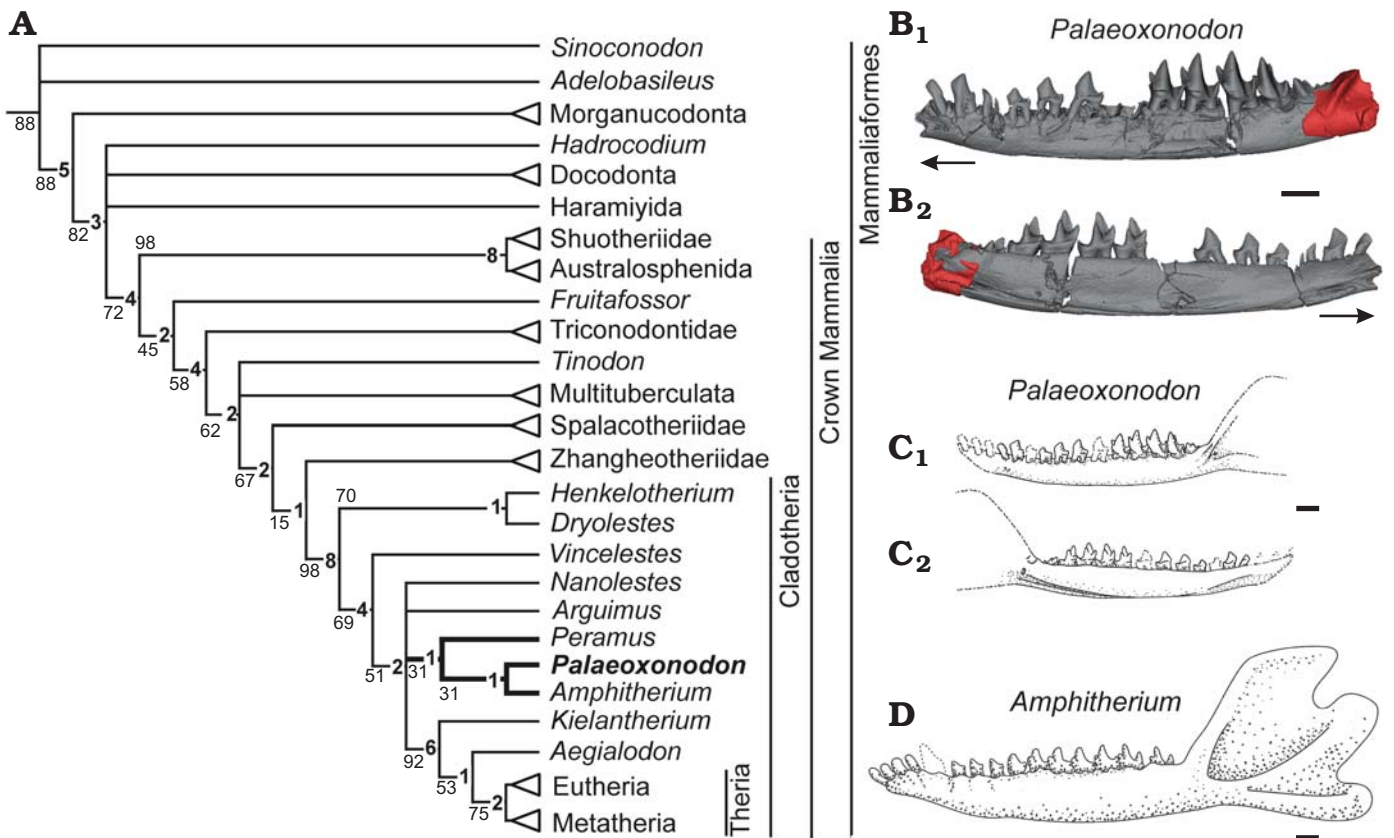 A
Sinoconodon
Adelobasileus
88
Morganucodonta
Hadrocodium
88
5
Docodonta
Haramiyida
82
3
98
Shuotheriidae
8
Australosphenida
72
4
Fruitafossor
Triconodontidae
45
2
Tinodon
58
4
Multituberculata
62
2
Spalacotheriidae
Zhangheotheriidae
67
2
70
Henkelotherium
15
1
1
Dryolestes
Vincelestes
98
8
Nanolestes
Arguimus
69
4
Peramus
51
2
31
1
Palaeoxonodon
31
1
Amphitherium
Kielantherium
92
6
Aegialodon
53
1
Eutheria
75
2
Metatheria
Theria
Cladotheria
Crown Mammalia
Mammaliaformes
B1
Palaeoxonodon
B2
Palaeoxonodon
C1
C2
D
Amphitherium